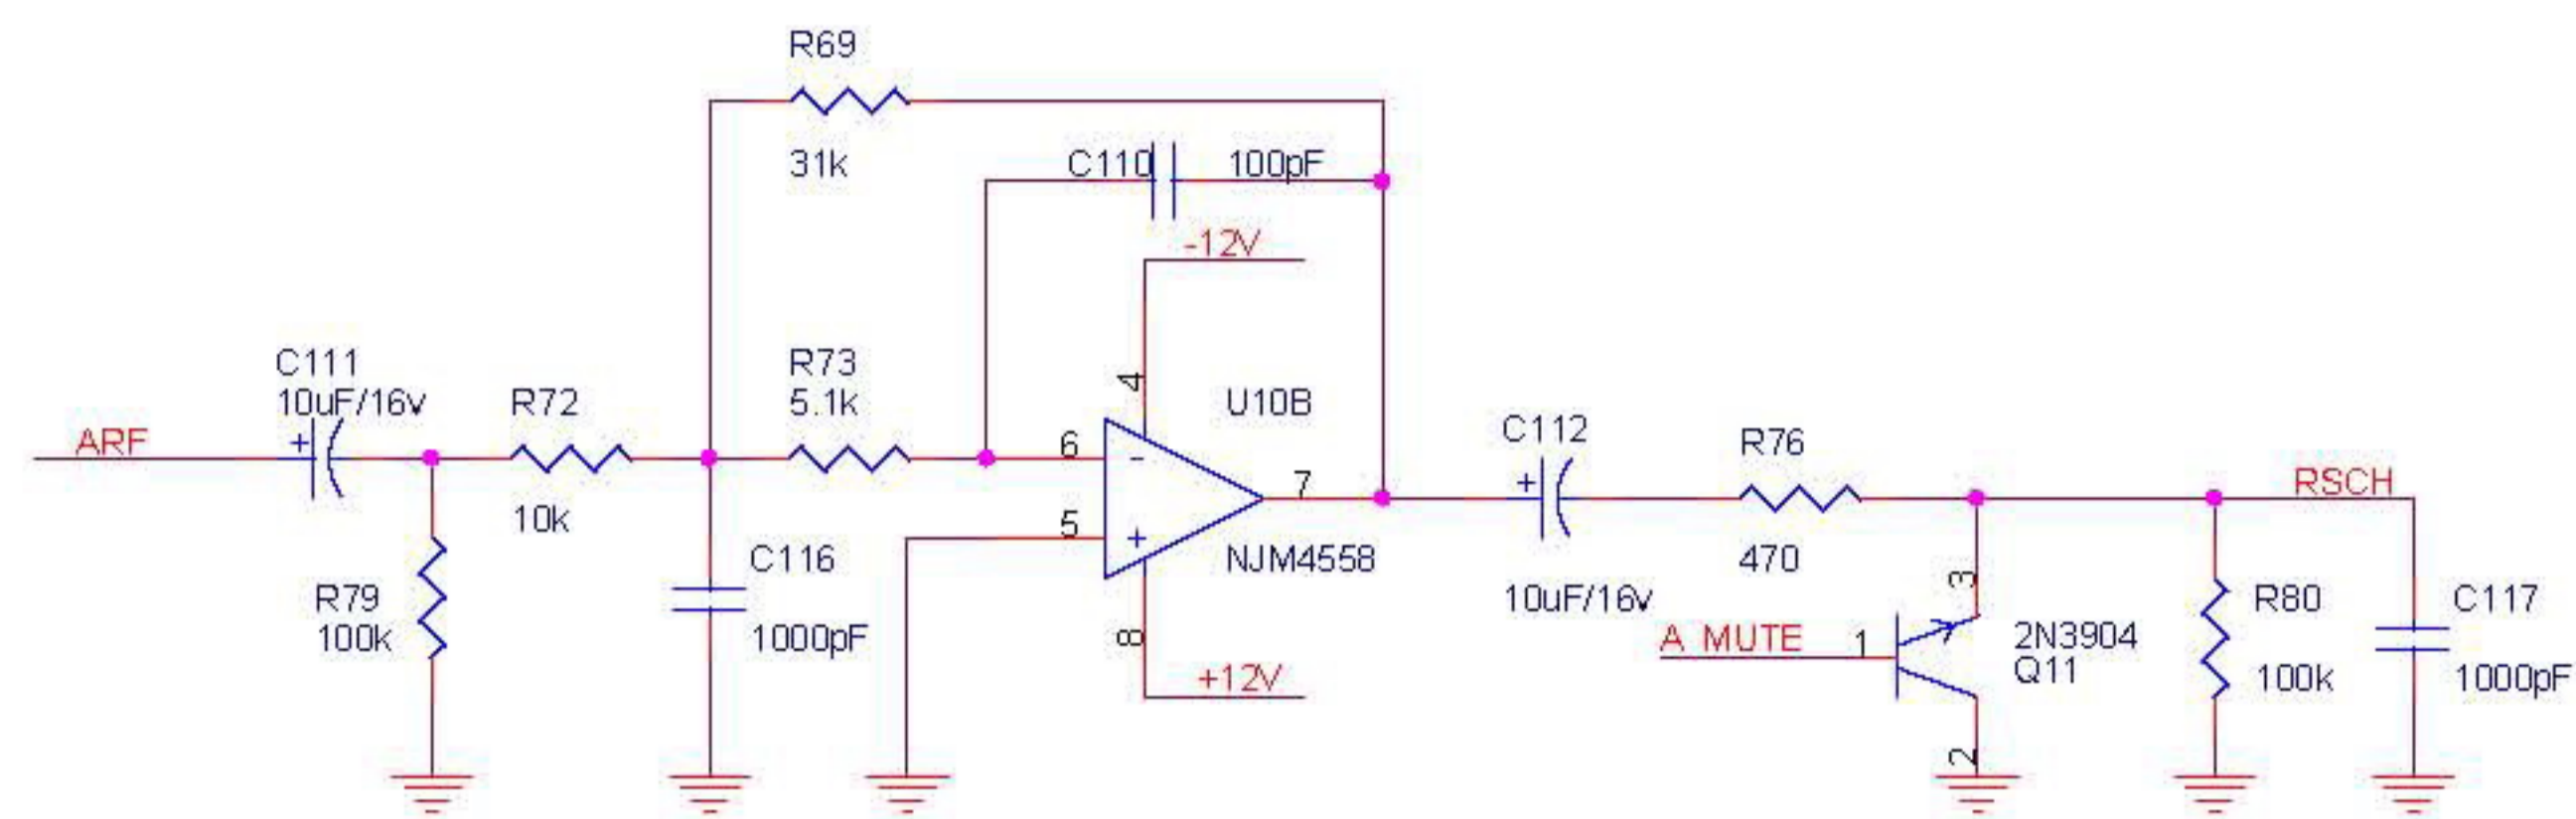 R69
31k
C110
100pF
-12V
C111
10uF/16v
ARF
+
R72
10k
R73
5.1k
4
6
-
5
+
U10B
7
NJM4558
8
+12V
R79
100k
C116
1000pF
C112
+
10uF/16v
R76
470
RSCH
3
A MUTE
1
2N3904
Q11
2
R80
100k
C117
1000pF